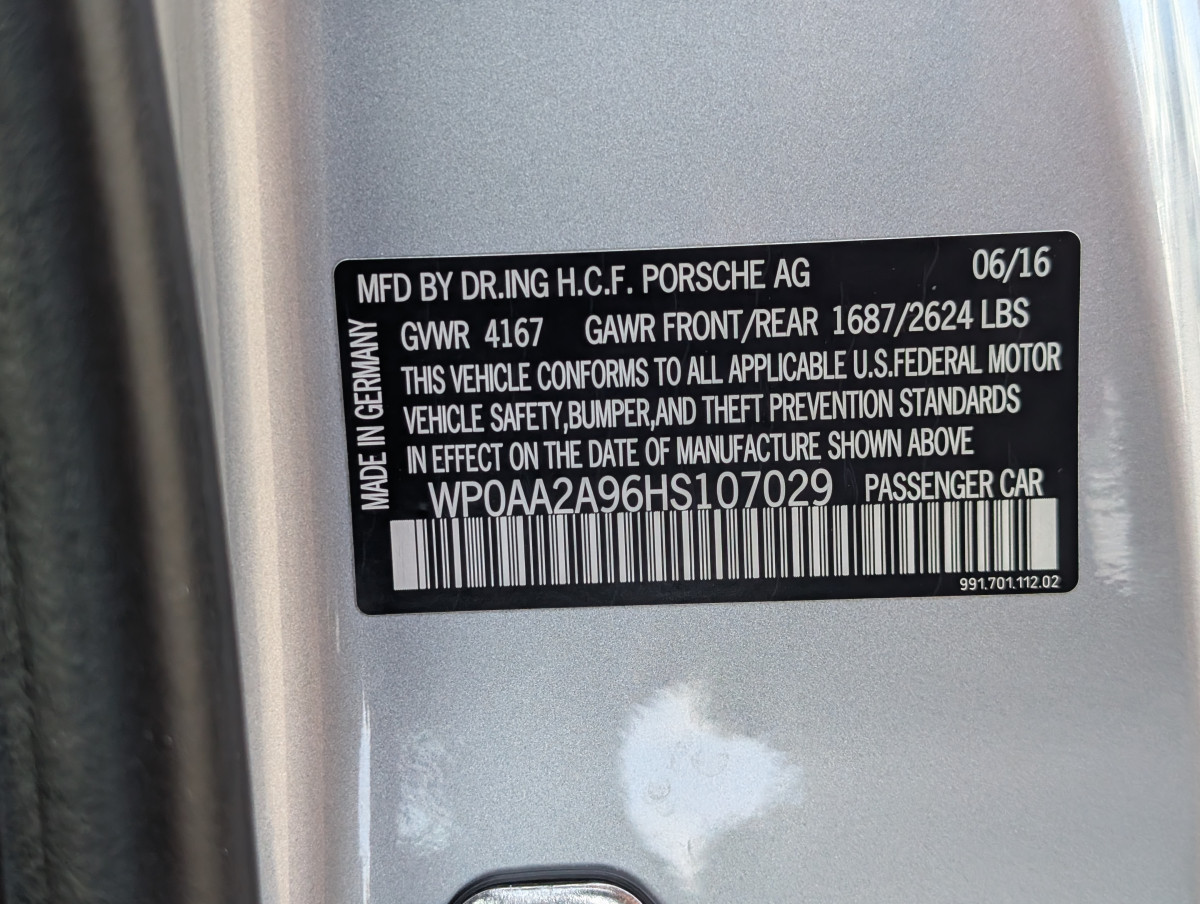 MFD BY DR.ING H.C.F. PORSCHE AG 06/16
GVWR 4167 GAWR FRONT/REAR 1687/2624 LBS
THIS VEHICLE CONFORMS TO ALL APPLICABLE U.S.FEDERAL MOTOR
VEHICLE SAFETY,BUMPER,AND THEFT PREVENTION STANDARDS
IN EFFECT ON THE DATE OF MANUFACTURE SHOWN ABOVE
WP0AA2A96HS107029 PASSENGER CAR
991.701.112.02
MADE IN GERMANY